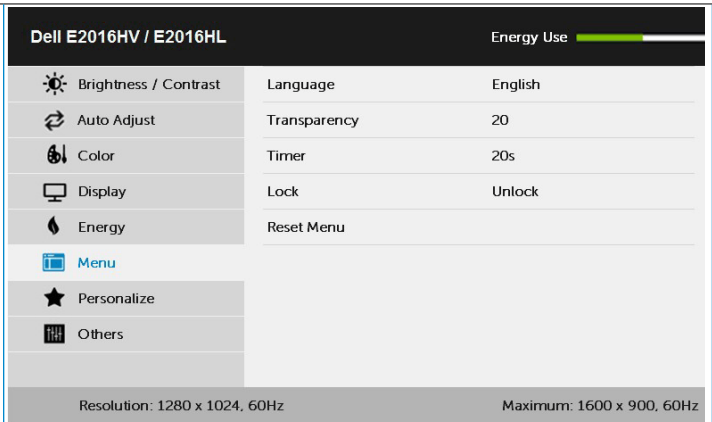 Dell E2016HV / E2016HL Energy Use
Brightness / Contrast Language English
Auto Adjust Transparency 20
Color Timer 20s
Display Lock Unlock
Energy Reset Menu
Menu
Personalize
Others
Resolution: 1280 x 1024, 60Hz Maximum: 1600 x 900, 60Hz